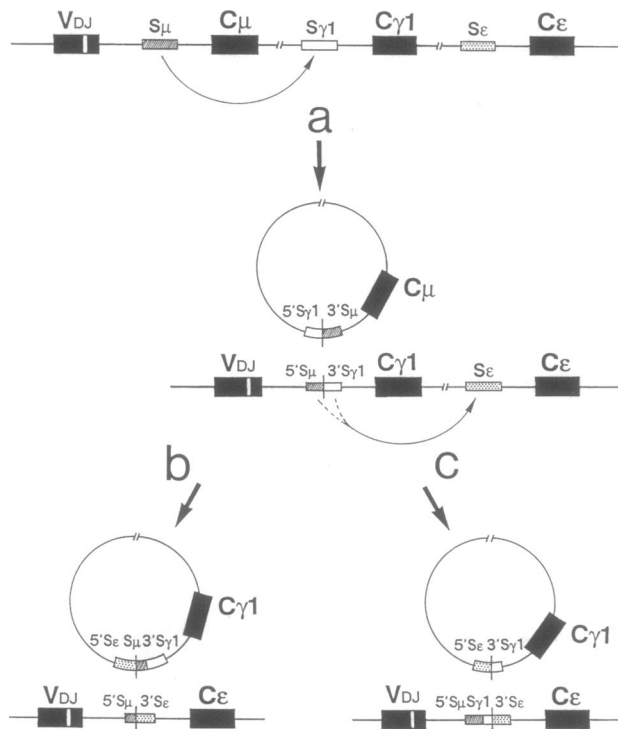 VDJ Sμ Cμ Sγ1 Cγ1 Sε Cε
a
Cμ
5'Sγ1 3'Sμ
VDJ 5'Sμ 3'Sγ1 Cγ1 Sε Cε
b c
Cγ1 Cγ1
5'Sε Sμ 3'Sγ1 5'Sε 3'Sγ1
VDJ 5'Sμ 3'Sε Cε VDJ 5'SμSγ1 3'Sε Cε